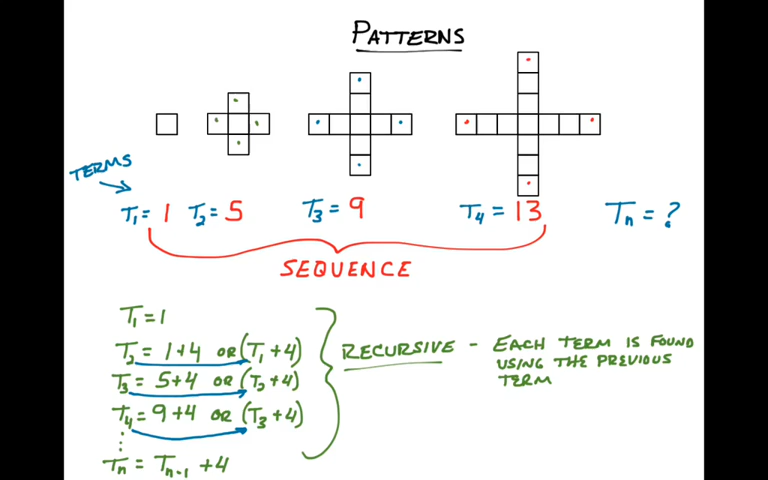 PATTERNS
TERMS
T₁ = 1 T₂ = 5 T₃ = 9 T₄ = 13 Tₙ = ?
SEQUENCE
T₁ = 1
T₂ = 1+4 OR (T₁ + 4)
T₃ = 5+4 OR (T₂ + 4)
T₄ = 9+4 OR (T₃ + 4)
⋮
Tₙ = Tₙ₋₁ + 4
RECURSIVE - EACH TERM IS FOUND
USING THE PREVIOUS
TERM